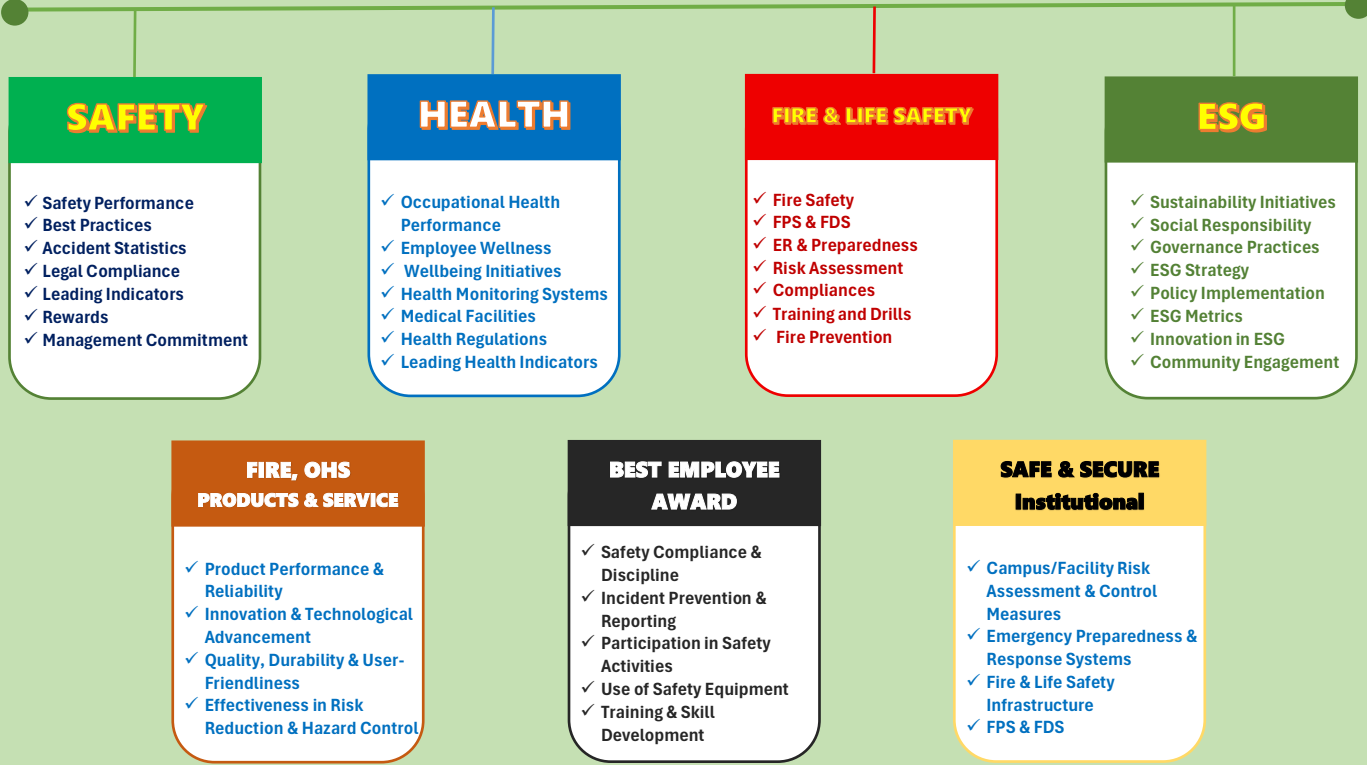 SAFETY
✓ Safety Performance
✓ Best Practices
✓ Accident Statistics
✓ Legal Compliance
✓ Leading Indicators
✓ Rewards
✓ Management Commitment
HEALTH
✓ Occupational Health
Performance
✓ Employee Wellness
✓ Wellbeing Initiatives
✓ Health Monitoring Systems
✓ Medical Facilities
✓ Health Regulations
✓ Leading Health Indicators
FIRE & LIFE SAFETY
✓ Fire Safety
✓ FPS & FDS
✓ ER & Preparedness
✓ Risk Assessment
✓ Compliances
✓ Training and Drills
✓ Fire Prevention
ESG
✓ Sustainability Initiatives
✓ Social Responsibility
✓ Governance Practices
✓ ESG Strategy
✓ Policy Implementation
✓ ESG Metrics
✓ Innovation in ESG
✓ Community Engagement
FIRE, OHS
PRODUCTS & SERVICE
✓ Product Performance &
Reliability
✓ Innovation & Technological
Advancement
✓ Quality, Durability & User-
Friendliness
✓ Effectiveness in Risk
Reduction & Hazard Control
BEST EMPLOYEE
AWARD
✓ Safety Compliance &
Discipline
✓ Incident Prevention &
Reporting
✓ Participation in Safety
Activities
✓ Use of Safety Equipment
✓ Training & Skill
Development
SAFE & SECURE
Institutional
✓ Campus/Facility Risk
Assessment & Control
Measures
✓ Emergency Preparedness &
Response Systems
✓ Fire & Life Safety
Infrastructure
✓ FPS & FDS